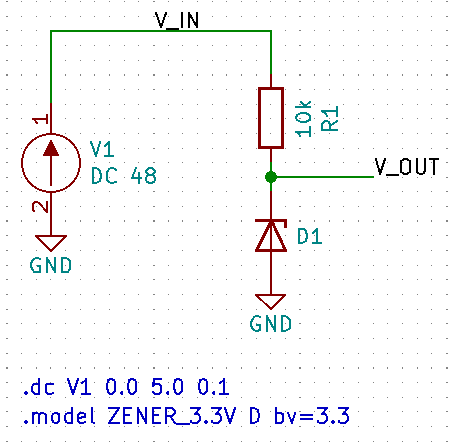 V_IN
1
V1
DC 48
2
GND
10k
R1
V_OUT
D1
GND
.dc V1 0.0 5.0 0.1
.model ZENER_3.3V D bv=3.3